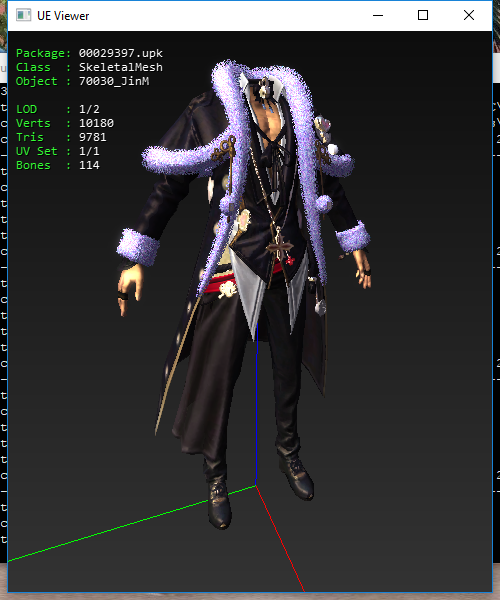 UE Viewer
Package: 00029397.upk
Class : SkeletalMesh
Object : 70030_JinM
LOD : 1/2
Verts : 10180
Tris : 9781
UV Set : 1/1
Bones : 114